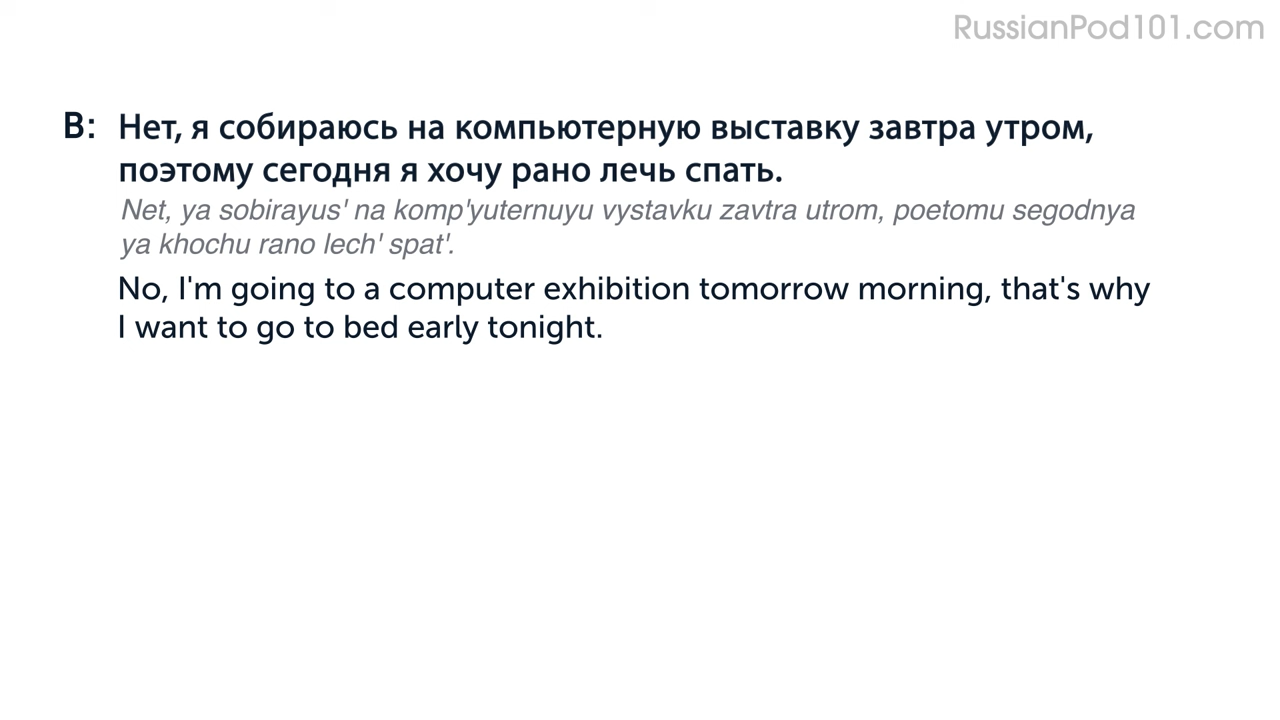 RussianPod101.com
B: Нет, я собираюсь на компьютерную выставку завтра утром,
поэтому сегодня я хочу рано лечь спать.
Net, ya sobirayus' na komp'yuternuyu vystavku zavtra utrom, poetomu segodnya
ya khochu rano lech' spat'.
No, I'm going to a computer exhibition tomorrow morning, that's why
I want to go to bed early tonight.